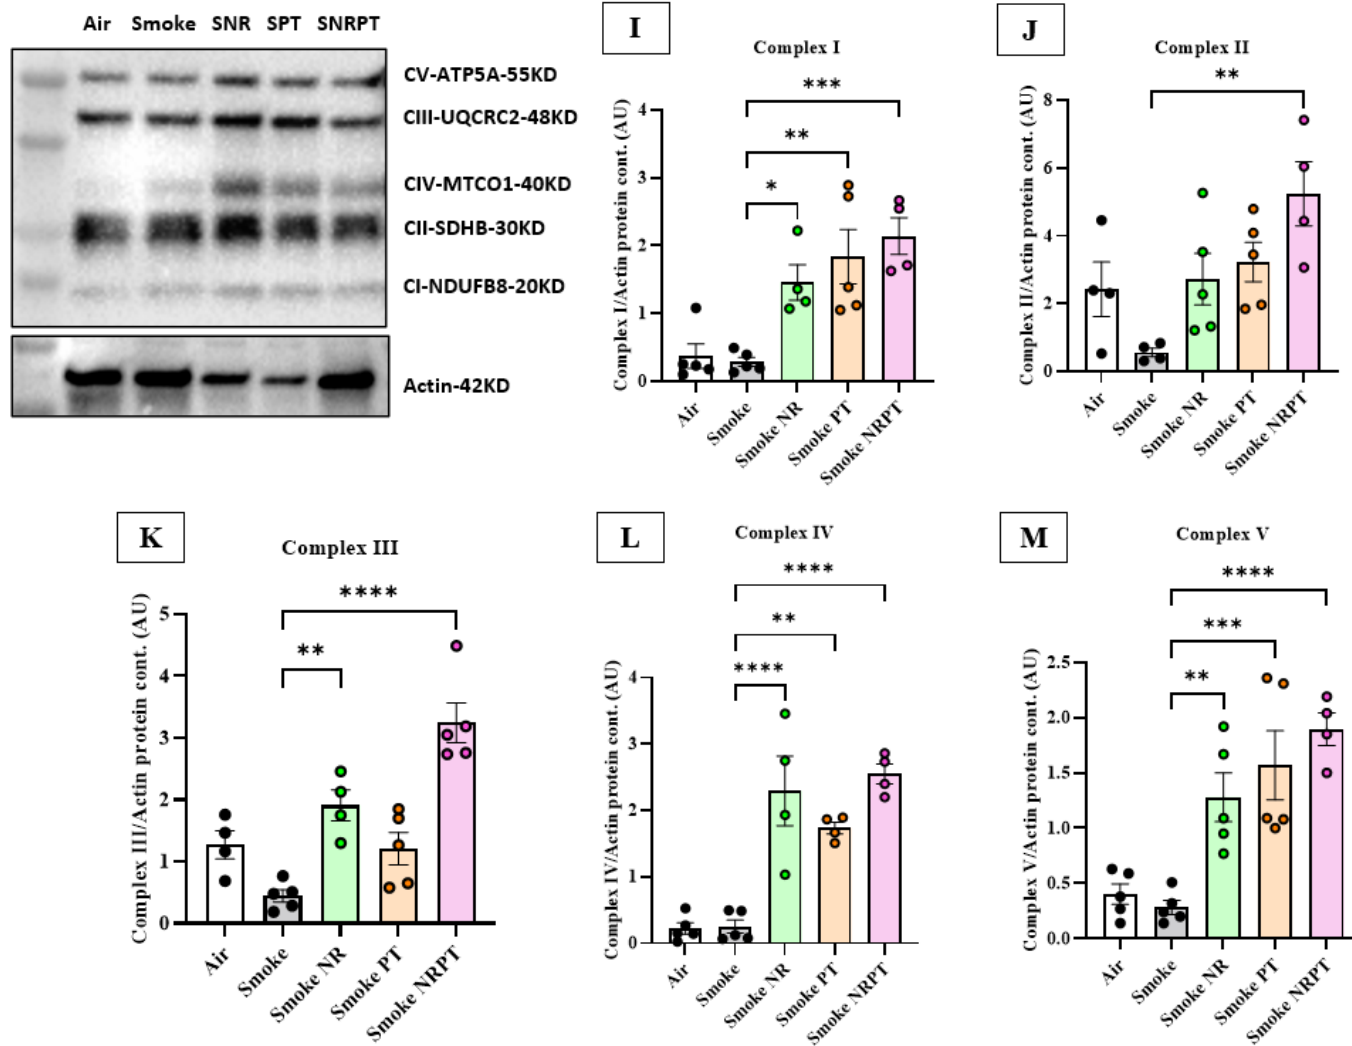 Air Smoke SNR SPT SNRPT
CV-ATP5A-55KD
CIII-UQCRC2-48KD
CIV-MTCO1-40KD
CII-SDHB-30KD
CI-NDUFB8-20KD
Actin-42KD
I
Complex I
***
**
*
Complex I/Actin protein cont. (AU)
4
3
2
1
0
Air
Smoke
Smoke NR
Smoke PT
Smoke NRPT
J
Complex II
**
Complex II/Actin protein cont. (AU)
8
6
4
2
0
Air
Smoke
Smoke NR
Smoke PT
Smoke NRPT
K
Complex III
****
**
Complex III/Actin protein cont. (AU)
5
4
3
2
1
0
Air
Smoke
Smoke NR
Smoke PT
Smoke NRPT
L
Complex IV
****
**
****
Complex IV/Actin protein cont. (AU)
4
3
2
1
0
Air
Smoke
Smoke NR
Smoke PT
Smoke NRPT
M
Complex V
****
***
**
Complex V/Actin protein cont. (AU)
2.5
2.0
1.5
1.0
0.5
0.0
Air
Smoke
Smoke NR
Smoke PT
Smoke NRPT